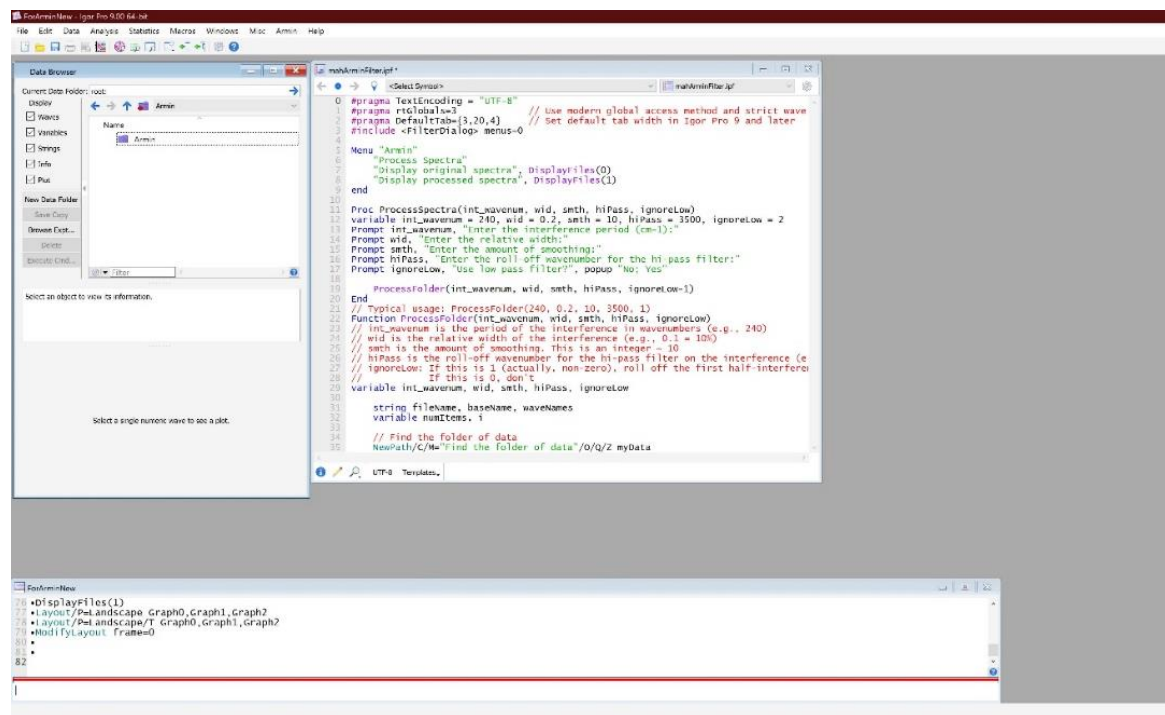 ForArminNew - Igor Pro 9.00 64-bit
File Edit Data Analysis Statistics Macros Windows Misc Armin Help
Data Browser
Current Data Folder: root:
Display
Armin
Waves
Variables
Strings
Info
Plot
New Data Folder
Save Copy
Browse Expt...
Delete
Execute Cmd...
Name
Armin
Filter
Select an object to view its information.
Select a single numeric wave to see a plot.
mahArminFilter.ipf *
<Select Symbol>
mahArminFilter.ipf
0 #pragma TextEncoding = "UTF-8"
1 #pragma rtGlobals=3 // Use modern global access method and strict wave
2 #pragma DefaultTab={3,20,4} // Set default tab width in Igor Pro 9 and later
3 #include <FilterDialog> menus=0
4
5 Menu "Armin"
6 "Process Spectra"
7 "Display original spectra", DisplayFiles(0)
8 "Display processed spectra", DisplayFiles(1)
9 end
10
11 Proc ProcessSpectra(int_wavenum, wid, smth, hiPass, ignoreLow)
12 variable int_wavenum = 240, wid = 0.2, smth = 10, hiPass = 3500, ignoreLow = 2
13 Prompt int_wavenum, "Enter the interference period (cm-1):"
14 Prompt wid, "Enter the relative width:"
15 Prompt smth, "Enter the amount of smoothing:"
16 Prompt hiPass, "Enter the roll-off wavenumber for the hi-pass filter:"
17 Prompt ignoreLow, "Use low pass filter?", popup "No; Yes"
18
19 ProcessFolder(int_wavenum, wid, smth, hiPass, ignoreLow-1)
20 End
21 // Typical usage: ProcessFolder(240, 0.2, 10, 3500, 1)
22 Function ProcessFolder(int_wavenum, wid, smth, hiPass, ignoreLow)
23 // int_wavenum is the period of the interference in wavenumbers (e.g., 240)
24 // wid is the relative width of the interference (e.g., 0.1 = 10%)
25 // smth is the amount of smoothing. This is an integer ~ 10
26 // hiPass is the roll-off wavenumber for the hi-pass filter on the interference (e
27 // ignoreLow: If this is 1 (actually, non-zero), roll off the first half-interfere
28 // If this is 0, don't
29 variable int_wavenum, wid, smth, hiPass, ignoreLow
30
31 string fileName, baseName, waveNames
32 variable numItems, i
33
34 // Find the folder of data
35 NewPath/C/M="Find the folder of data"/O/Q/Z myData
UTF-8 Templates
ForArminNew
76 •DisplayFiles(1)
77 •Layout/P=Landscape Graph0,Graph1,Graph2
78 •Layout/P=Landscape/T Graph0,Graph1,Graph2
79 •ModifyLayout frame=0
80 •
81 •
82